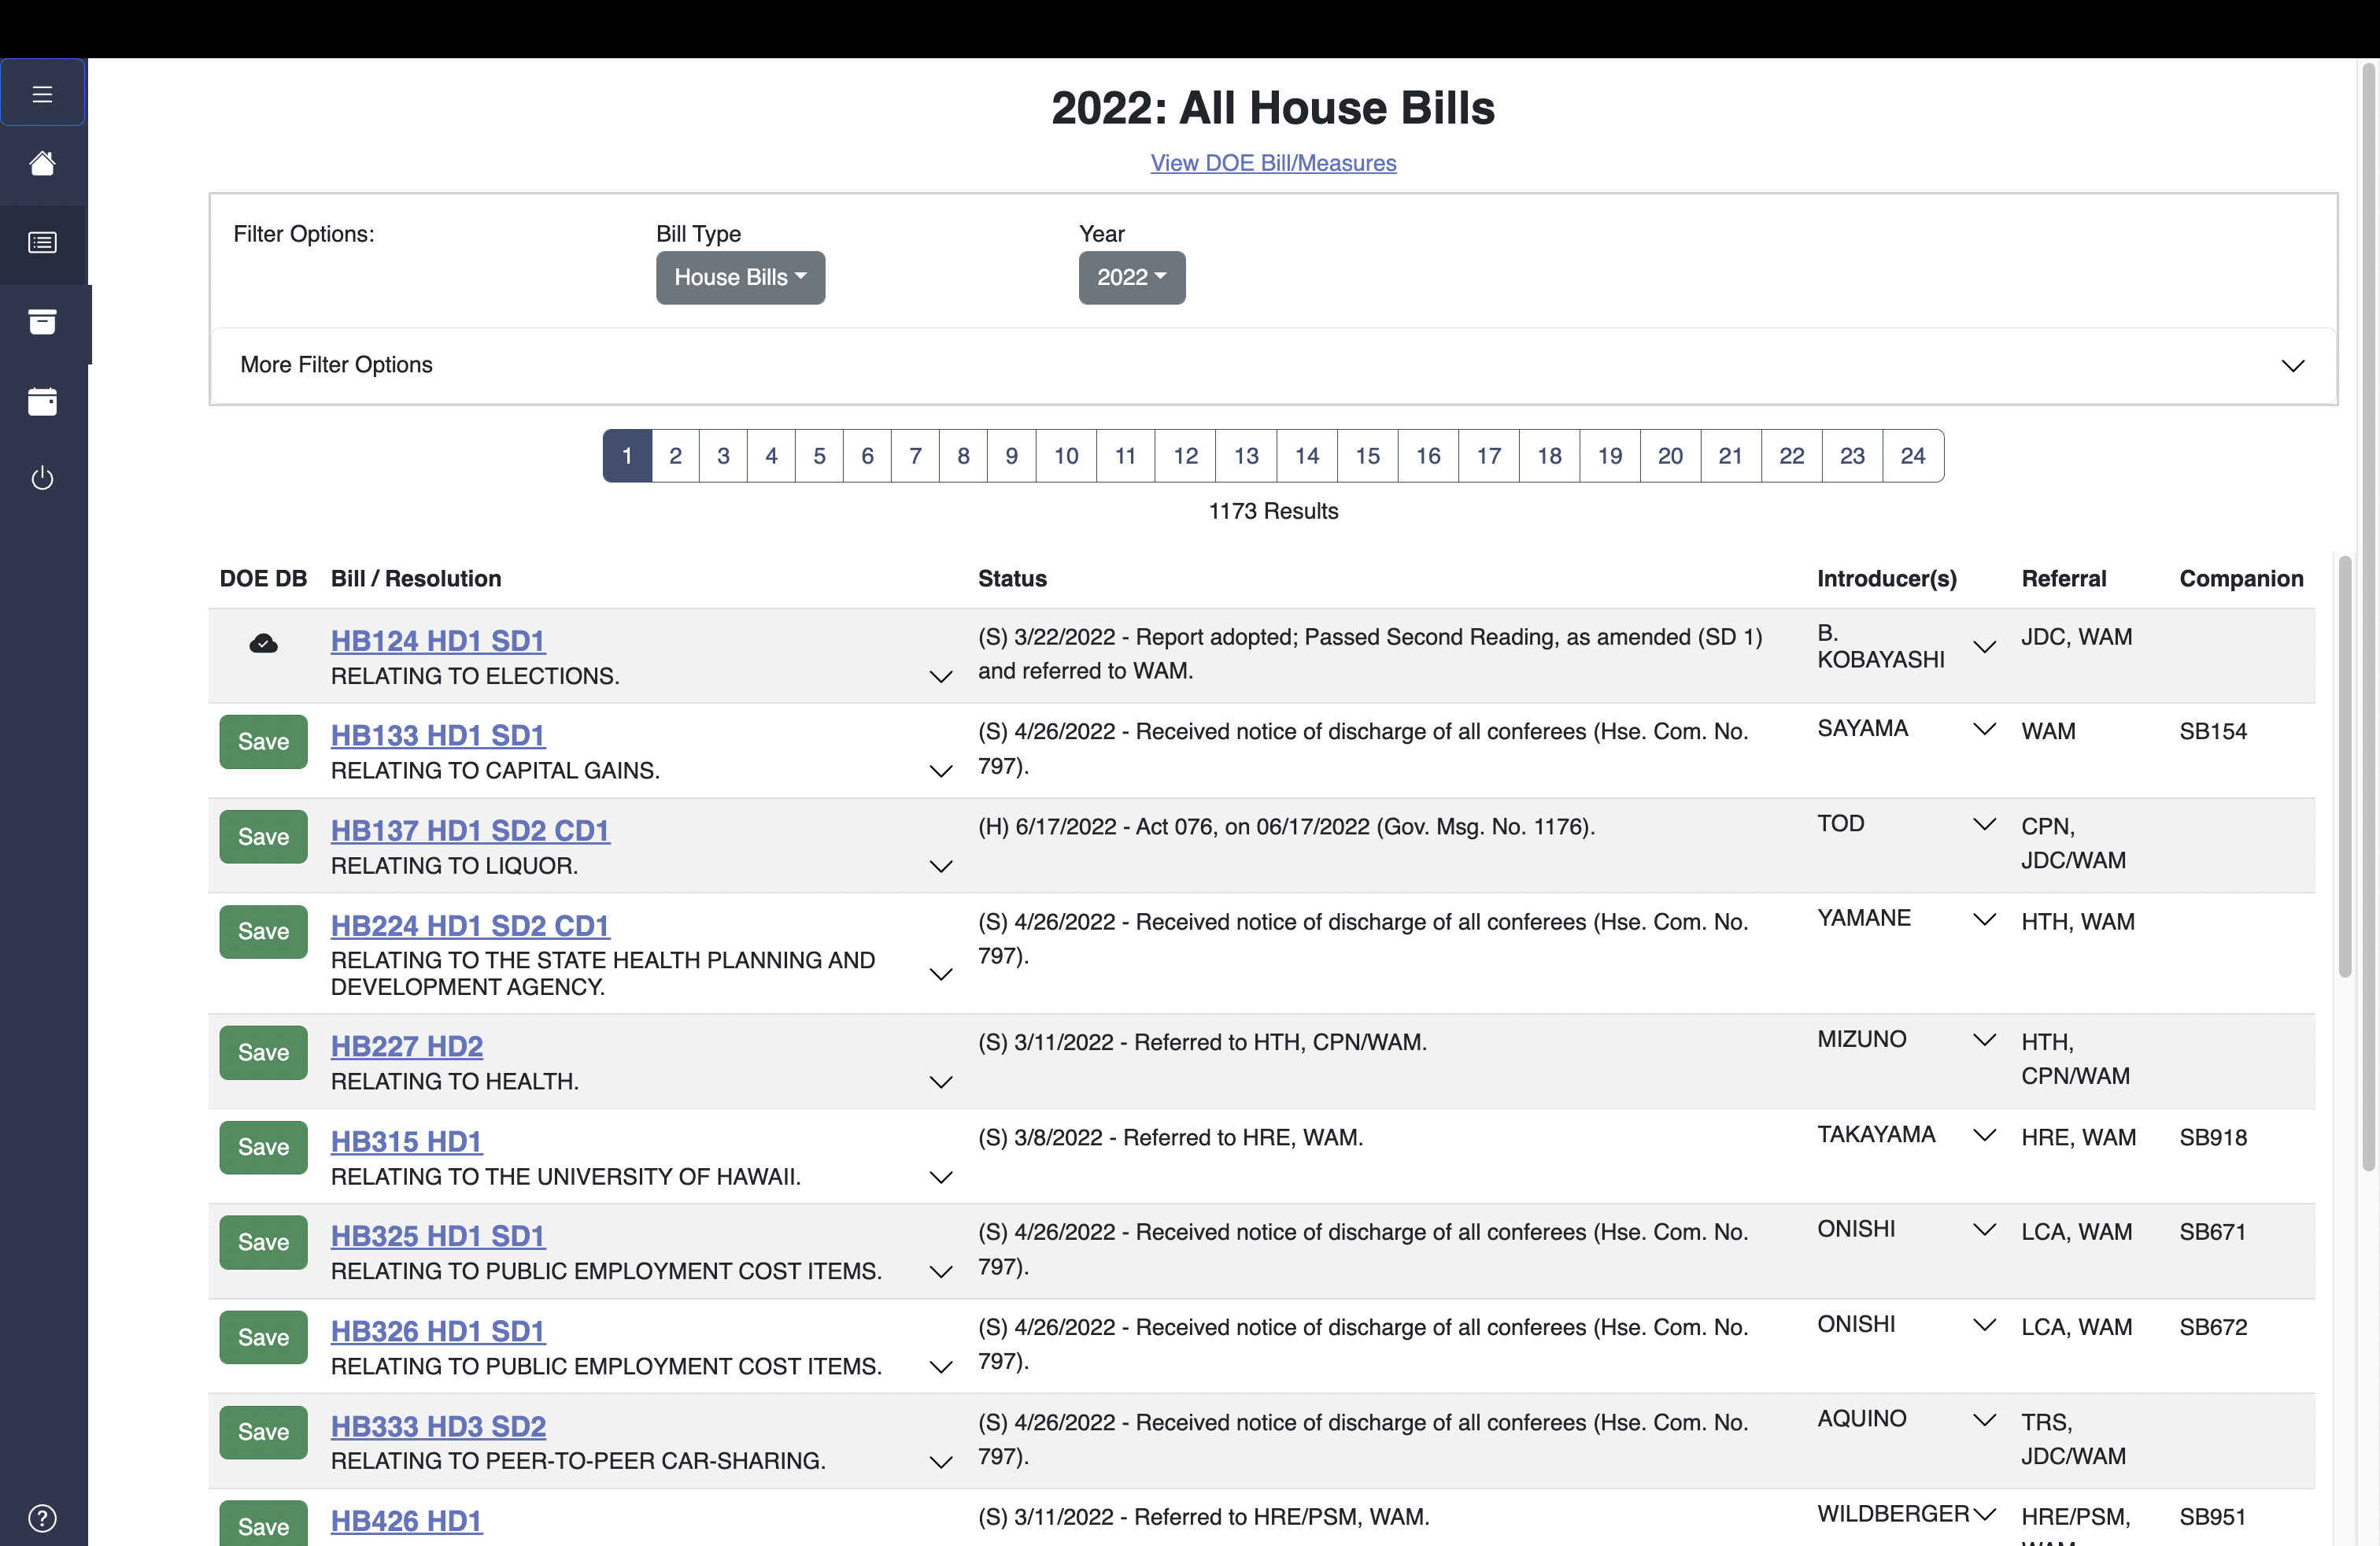 2022: All House Bills
View DOE Bill/Measures
Filter Options:
Bill Type
House Bills
Year
2022
More Filter Options
1 2 3 4 5 6 7 8 9 10 11 12 13 14 15 16 17 18 19 20 21 22 23 24
1173 Results
DOE DB Bill / Resolution Status Introducer(s) Referral Companion
HB124 HD1 SD1
RELATING TO ELECTIONS.
(S) 3/22/2022 - Report adopted; Passed Second Reading, as amended (SD 1)
and referred to WAM.
B.
KOBAYASHI
JDC, WAM
Save
HB133 HD1 SD1
RELATING TO CAPITAL GAINS.
(S) 4/26/2022 - Received notice of discharge of all conferees (Hse. Com. No.
797).
SAYAMA
WAM
SB154
Save
HB137 HD1 SD2 CD1
RELATING TO LIQUOR.
(H) 6/17/2022 - Act 076, on 06/17/2022 (Gov. Msg. No. 1176).
TOD
CPN,
JDC/WAM
Save
HB224 HD1 SD2 CD1
RELATING TO THE STATE HEALTH PLANNING AND
DEVELOPMENT AGENCY.
(S) 4/26/2022 - Received notice of discharge of all conferees (Hse. Com. No.
797).
YAMANE
HTH, WAM
Save
HB227 HD2
RELATING TO HEALTH.
(S) 3/11/2022 - Referred to HTH, CPN/WAM.
MIZUNO
HTH,
CPN/WAM
Save
HB315 HD1
RELATING TO THE UNIVERSITY OF HAWAII.
(S) 3/8/2022 - Referred to HRE, WAM.
TAKAYAMA
HRE, WAM
SB918
Save
HB325 HD1 SD1
RELATING TO PUBLIC EMPLOYMENT COST ITEMS.
(S) 4/26/2022 - Received notice of discharge of all conferees (Hse. Com. No.
797).
ONISHI
LCA, WAM
SB671
Save
HB326 HD1 SD1
RELATING TO PUBLIC EMPLOYMENT COST ITEMS.
(S) 4/26/2022 - Received notice of discharge of all conferees (Hse. Com. No.
797).
ONISHI
LCA, WAM
SB672
Save
HB333 HD3 SD2
RELATING TO PEER-TO-PEER CAR-SHARING.
(S) 4/26/2022 - Received notice of discharge of all conferees (Hse. Com. No.
797).
AQUINO
TRS,
JDC/WAM
Save
HB426 HD1
(S) 3/11/2022 - Referred to HRE/PSM, WAM.
WILDBERGER
HRE/PSM,
SB951